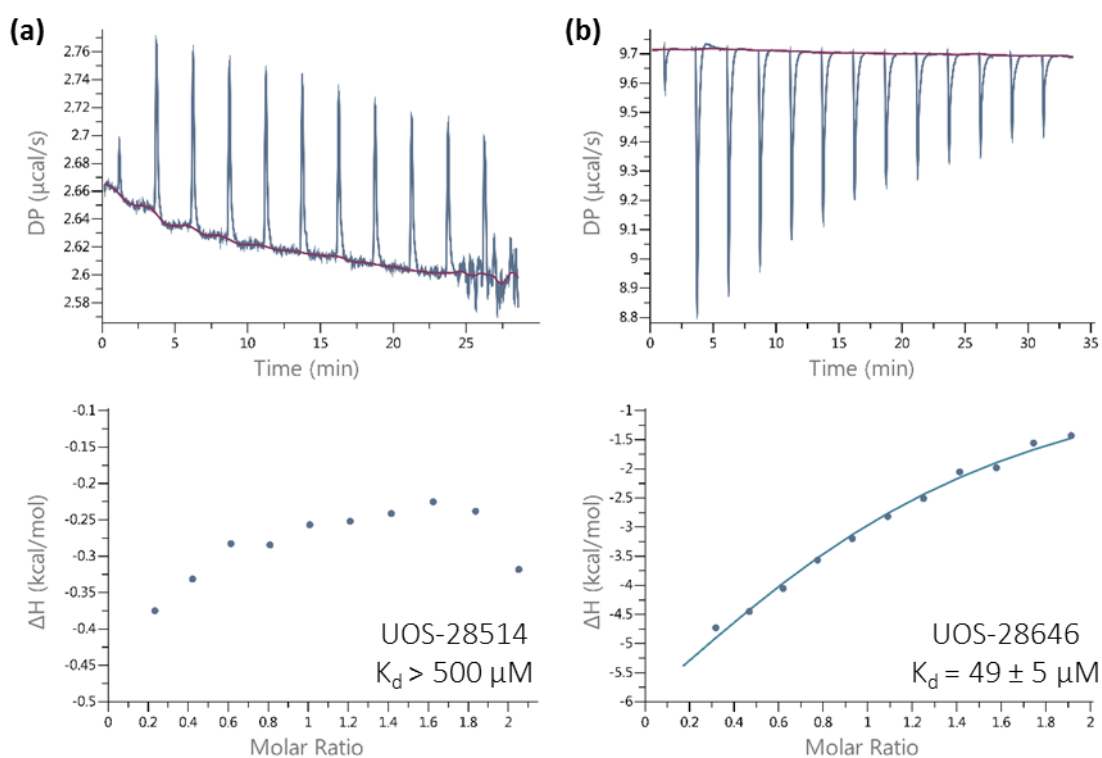 (a)
2.76
2.74
2.72
2.7
2.68
2.66
2.64
2.62
2.6
2.58
DP (µcal/s)
0 5 10 15 20 25
Time (min)
(b)
9.7
9.6
9.5
9.4
9.3
9.2
9.1
9
8.9
8.8
DP (µcal/s)
0 5 10 15 20 25 30 35
Time (min)
-0.1
-0.15
-0.2
-0.25
-0.3
-0.35
-0.4
-0.45
-0.5
ΔH (kcal/mol)
UOS-28514
Kd > 500 µM
0 0.2 0.4 0.6 0.8 1 1.2 1.4 1.6 1.8 2
Molar Ratio
-1
-1.5
-2
-2.5
-3
-3.5
-4
-4.5
-5
-5.5
-6
ΔH (kcal/mol)
UOS-28646
Kd = 49 ± 5 µM
0 0.2 0.4 0.6 0.8 1 1.2 1.4 1.6 1.8 2
Molar Ratio